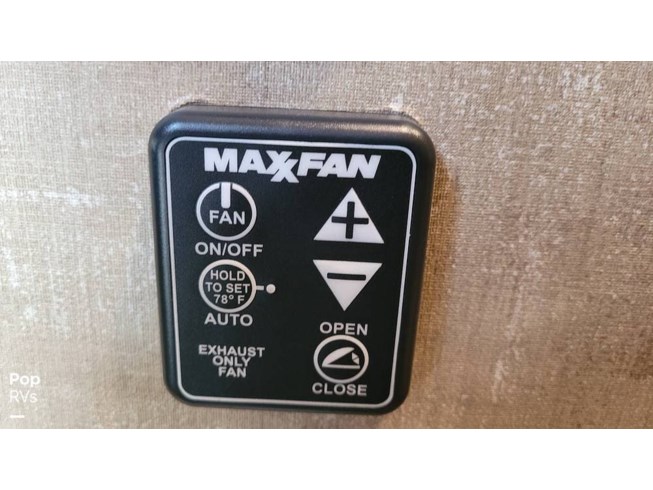 MAXXFAN
FAN
ON/OFF
+
HOLD
TO SET
78° F
AUTO
−
OPEN
CLOSE
EXHAUST
ONLY
FAN
Pop
RVs